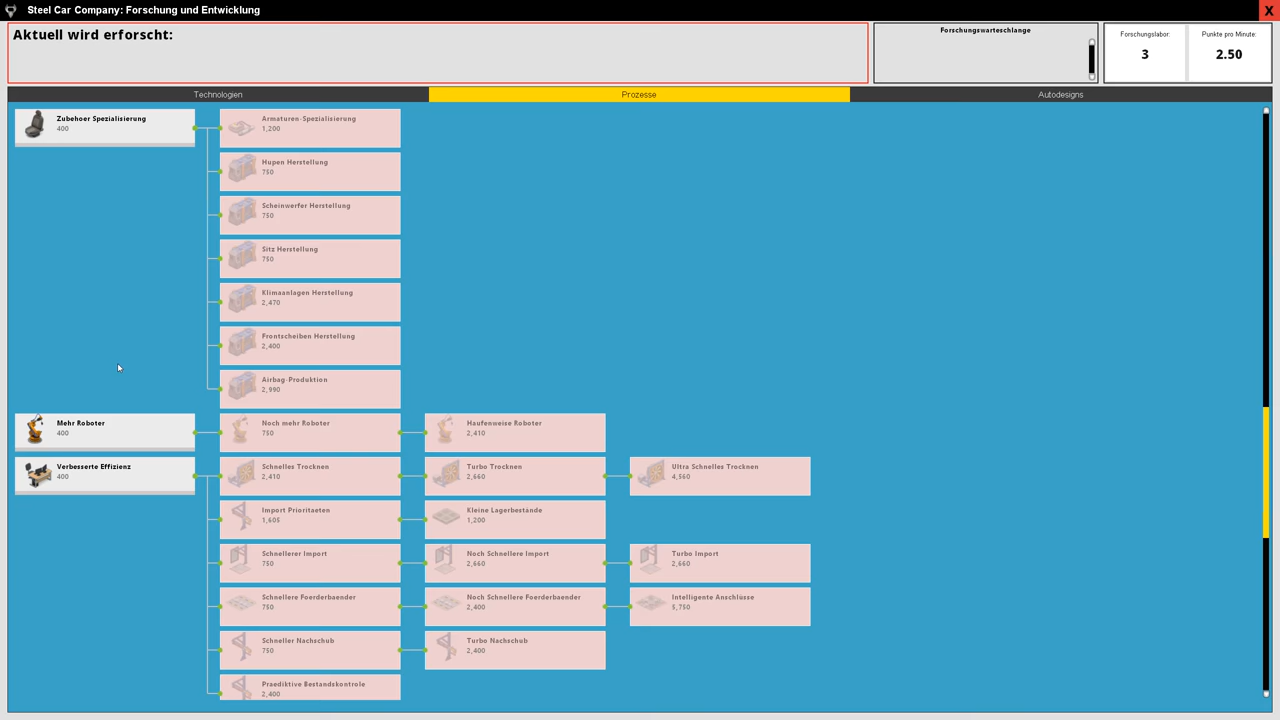 Steel Car Company: Forschung und Entwicklung
X
Aktuell wird erforscht:
Forschungswarteschlange
Forschungslabor:
3
Punkte pro Minute:
2.50
Technologien
Prozesse
Autodesigns
Zubehoer Spezialisierung
400
Armaturen-Spezialisierung
1,200
Hupen Herstellung
750
Scheinwerfer Herstellung
750
Sitz Herstellung
750
Klimaanlagen Herstellung
2,470
Frontscheiben Herstellung
2,400
Airbag-Produktion
2,990
Mehr Roboter
400
Noch mehr Roboter
750
Haufenweise Roboter
2,410
Verbesserte Effizienz
400
Schnelles Trocknen
2,410
Turbo Trocknen
2,660
Ultra Schnelles Trocknen
4,560
Import Prioritaeten
1,605
Kleine Lagerbestände
1,200
Schnellerer Import
750
Noch Schnellere Import
2,660
Turbo Import
2,660
Schnellere Foerderbaender
750
Noch Schnellere Foerderbaender
2,400
Intelligente Anschlüsse
5,750
Schneller Nachschub
750
Turbo Nachschub
2,400
Praediktive Bestandskontrole
2,400